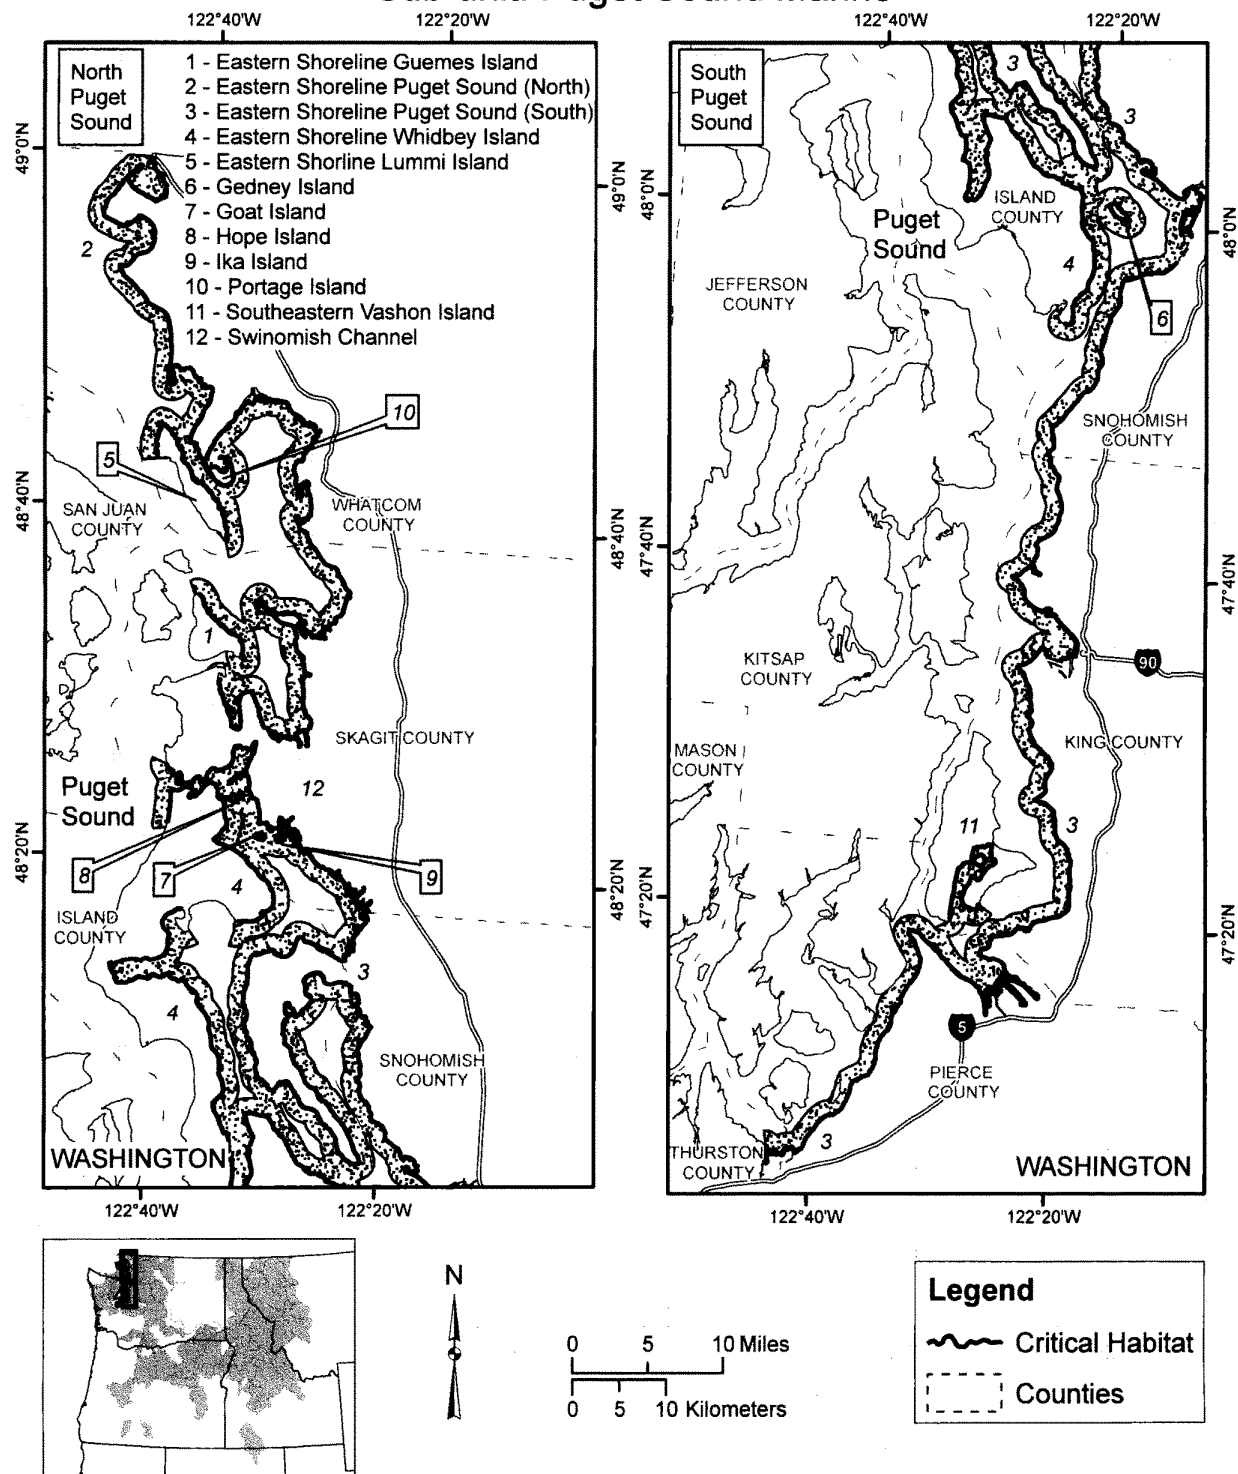 122°40'W
122°20'W
122°40'W
122°20'W
North
Puget
Sound
1 - Eastern Shoreline Guemes Island
2 - Eastern Shoreline Puget Sound (North)
3 - Eastern Shoreline Puget Sound (South)
4 - Eastern Shoreline Whidbey Island
5 - Eastern Shorline Lummi Island
6 - Gedney Island
7 - Goat Island
8 - Hope Island
9 - Ika Island
10 - Portage Island
11 - Southeastern Vashon Island
12 - Swinomish Channel
49°0'N
49°0'N
2
10
5
SAN JUAN
COUNTY
WHATCOM
COUNTY
48°40'N
48°40'N
1
SKAGIT COUNTY
Puget
Sound
12
48°20'N
48°20'N
8
7
4
9
ISLAND
COUNTY
3
4
SNOHOMISH
COUNTY
WASHINGTON
122°40'W
122°20'W
South
Puget
Sound
3
3
48°0'N
48°0'N
ISLAND
COUNTY
Puget
Sound
4
6
JEFFERSON
COUNTY
SNOHOMISH
COUNTY
47°40'N
47°40'N
KITSAP
COUNTY
90
MASON
COUNTY
KING COUNTY
11
3
47°20'N
47°20'N
5
PIERCE
COUNTY
3
THURSTON
COUNTY
WASHINGTON
122°40'W
122°20'W
N
0 5 10 Miles
0 5 10 Kilometers
Legend
Critical Habitat
Counties